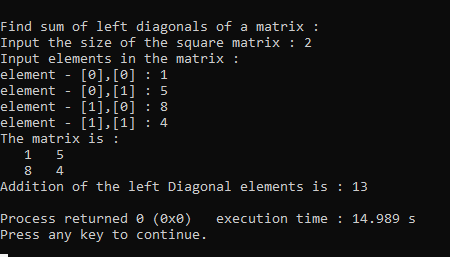 Find sum of left diagonals of a matrix :
Input the size of the square matrix : 2
Input elements in the matrix :
element - [0],[0] : 1
element - [0],[1] : 5
element - [1],[0] : 8
element - [1],[1] : 4
The matrix is :
   1   5
   8   4
Addition of the left Diagonal elements is : 13

Process returned 0 (0x0)   execution time : 14.989 s
Press any key to continue.